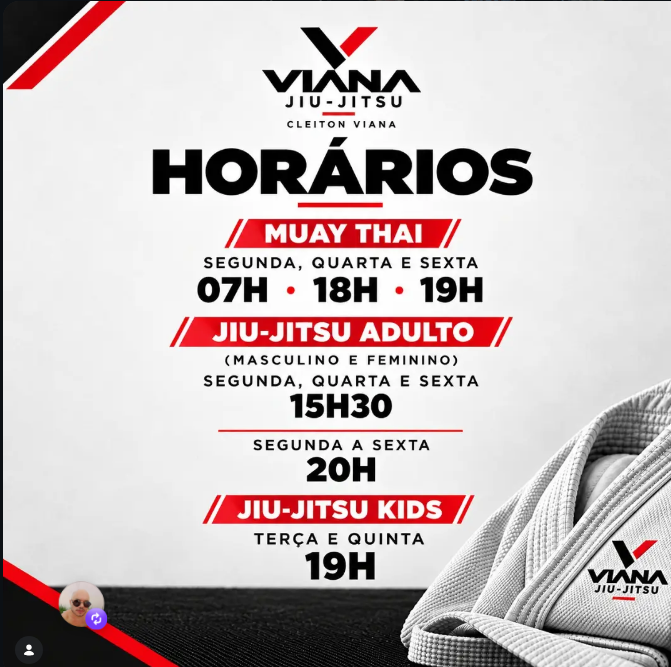 VIANA
JIU-JITSU
CLEITON VIANA
HORÁRIOS
MUAY THAI
SEGUNDA, QUARTA E SEXTA
07H • 18H • 19H
JIU-JITSU ADULTO
(MASCULINO E FEMININO)
SEGUNDA, QUARTA E SEXTA
15H30
SEGUNDA A SEXTA
20H
JIU-JITSU KIDS
TERÇA E QUINTA
19H
VIANA
JIU-JITSU